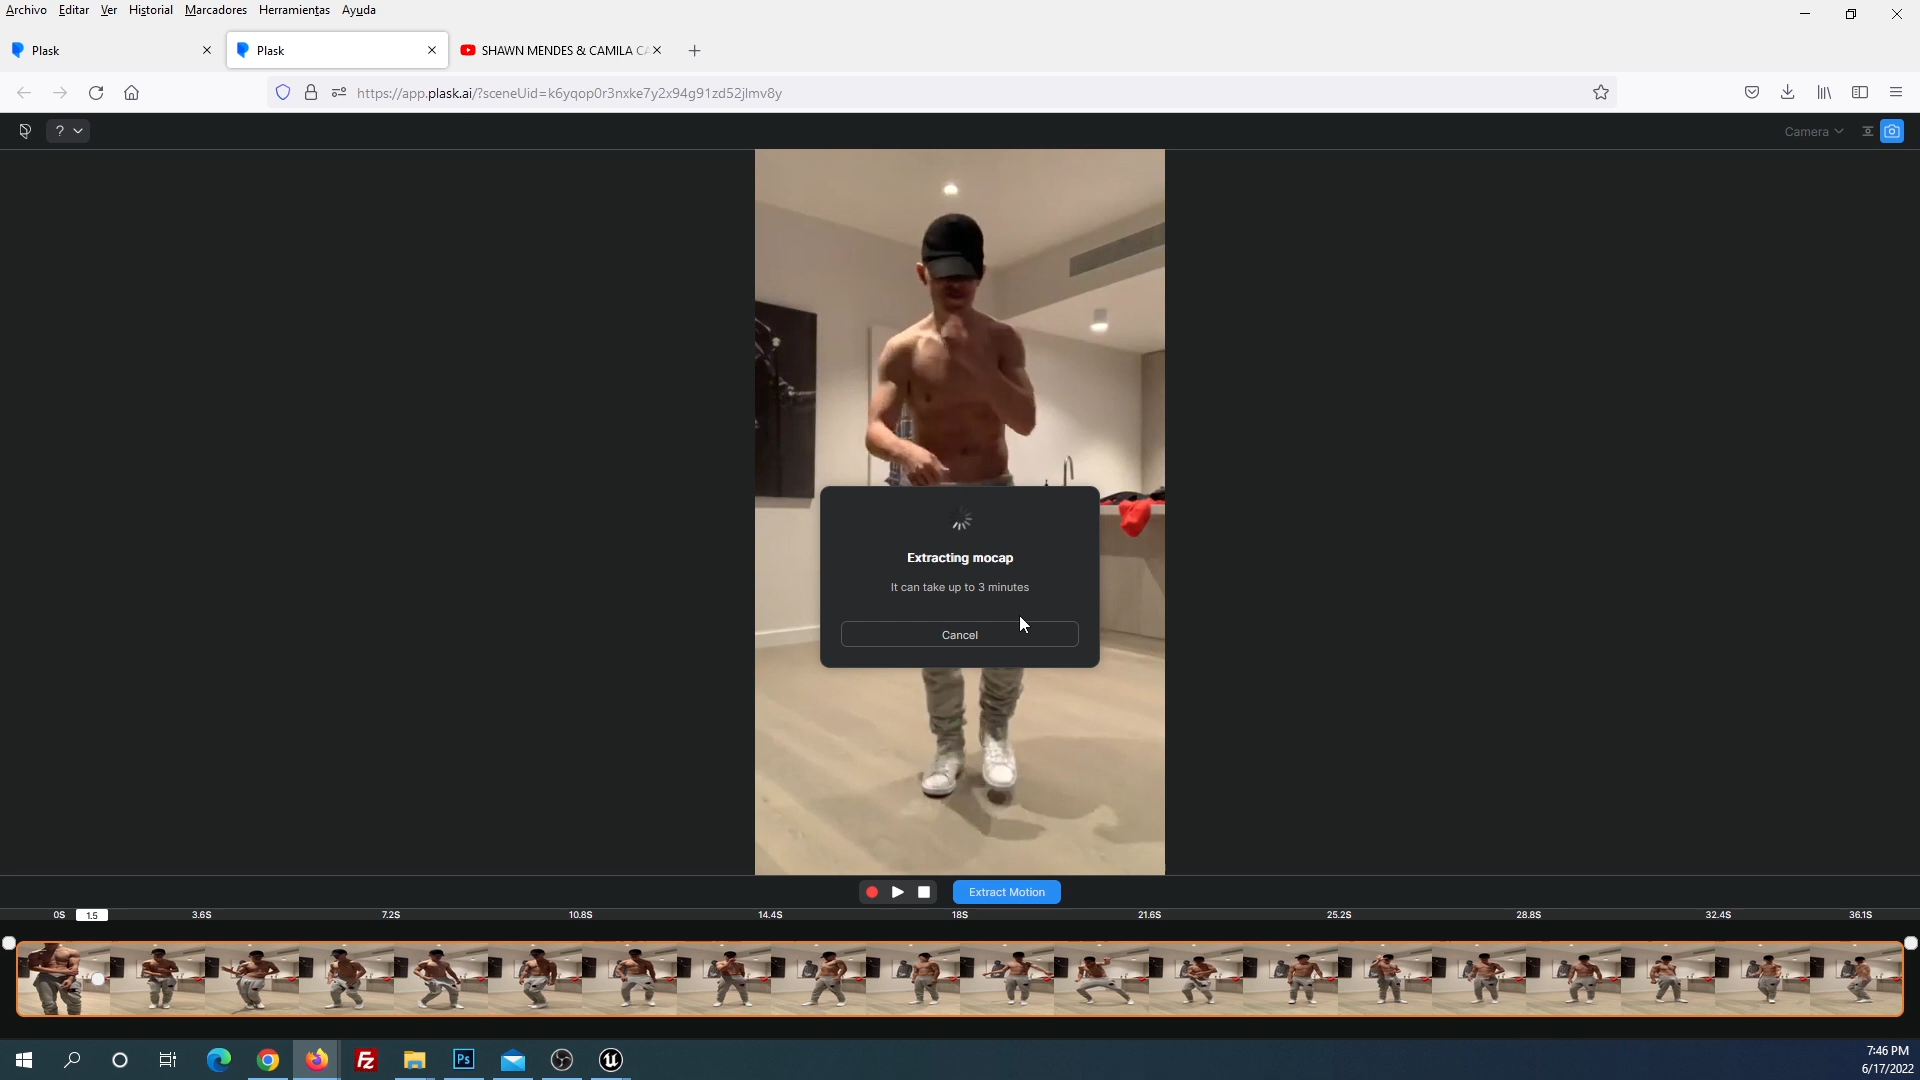 Archivo Editar Ver Historial Marcadores Herramientas Ayuda
Plask
Plask
SHAWN MENDES & CAMILA CA
https://app.plask.ai/?sceneUid=k6yqop0r3nxke7y2x94g91zd52jlmv8y
?
Camera
Extracting mocap
It can take up to 3 minutes
Cancel
Extract Motion
0S 1.5 3.6S 7.2S 10.8S 14.4S 18S 21.6S 25.2S 28.8S 32.4S 36.1S
Fz
Ps
7:46 PM
6/17/2022